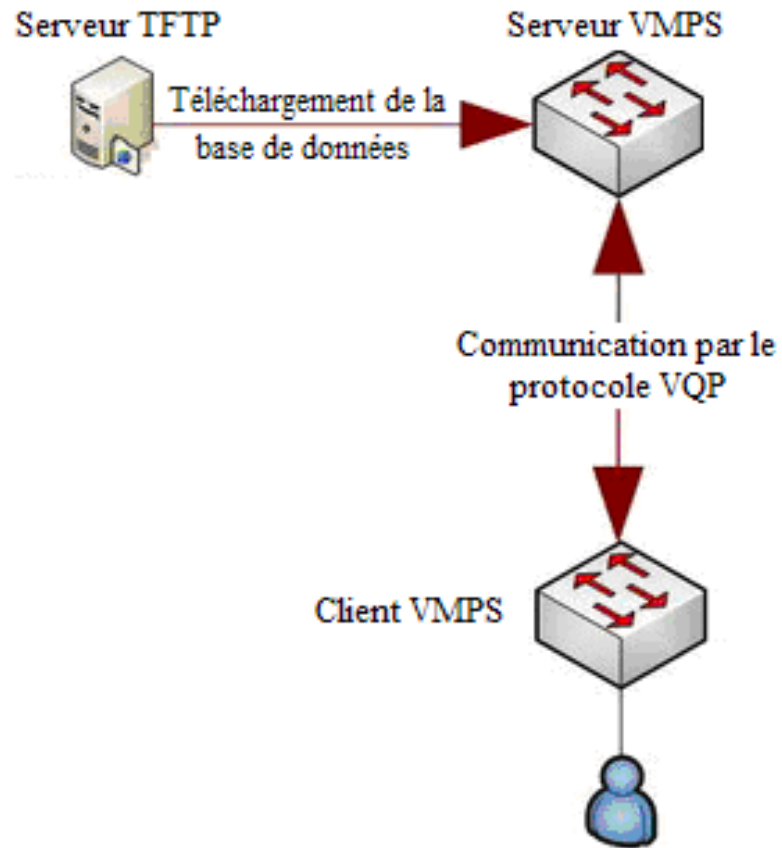 Serveur TFTP
Serveur VMPS
Téléchargement de la
base de données
Communication par le
protocole VQP
Client VMPS